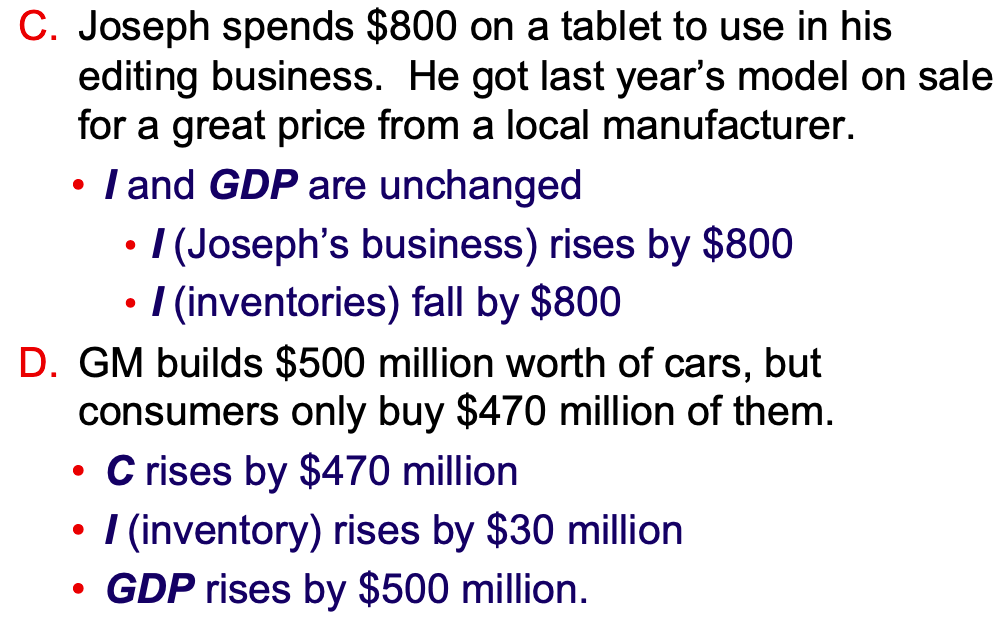 C. Joseph spends $800 on a tablet to use in his
editing business.  He got last year’s model on sale
for a great price from a local manufacturer.
• I and GDP are unchanged
• I (Joseph’s business) rises by $800
• I (inventories) fall by $800
D. GM builds $500 million worth of cars, but
consumers only buy $470 million of them.
• C rises by $470 million
• I (inventory) rises by $30 million
• GDP rises by $500 million.